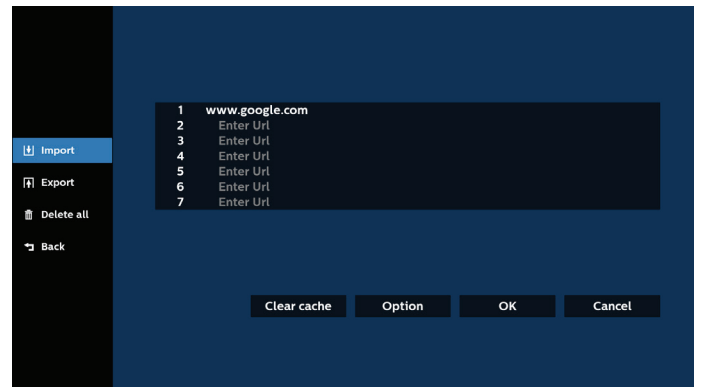 Import
Export
Delete all
Back
1 www.google.com
2 Enter Url
3 Enter Url
4 Enter Url
5 Enter Url
6 Enter Url
7 Enter Url
Clear cache Option OK Cancel